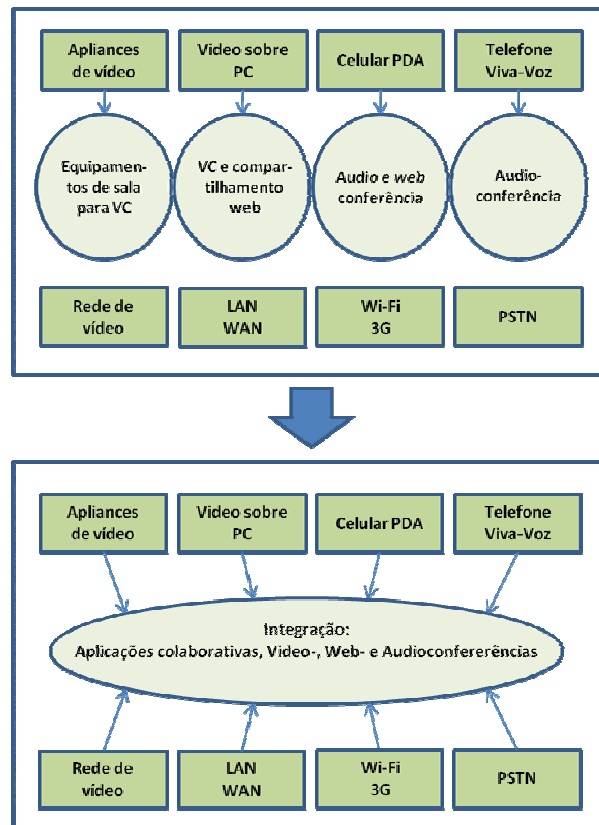 Apliances
de vídeo
Video sobre
PC
Celular PDA
Telefone
Viva-Voz
Equipamen-
tos de sala
para VC
VC e compar-
tilhamento
web
Audio e web
conferência
Audio-
conferência
Rede de
vídeo
LAN
WAN
Wi-Fi
3G
PSTN
Apliances
de vídeo
Video sobre
PC
Celular PDA
Telefone
Viva-Voz
Integração:
Aplicações colaborativas, Video-, Web- e Audioconfererências
Rede de
vídeo
LAN
WAN
Wi-Fi
3G
PSTN